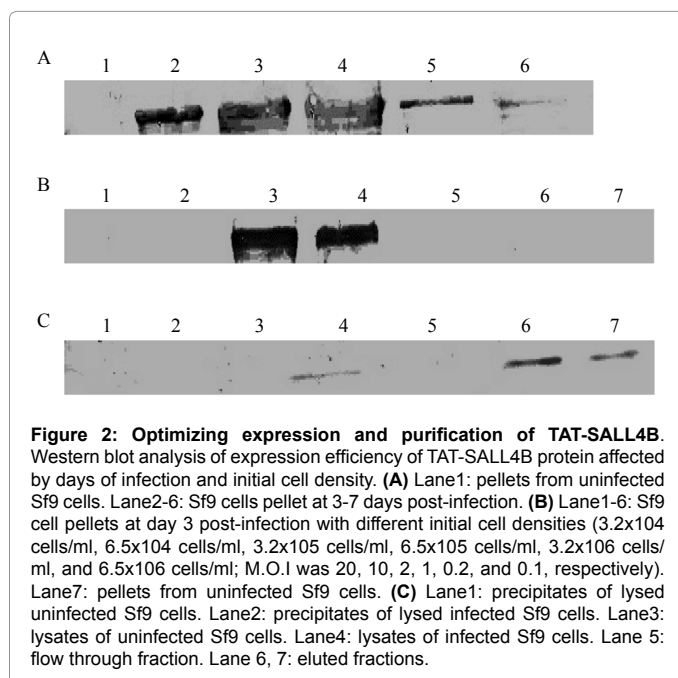 A
1 2 3 4 5 6
B
1 2 3 4 5 6 7
C
1 2 3 4 5 6 7
Figure 2: Optimizing expression and purification of TAT-SALL4B.
Western blot analysis of expression efficiency of TAT-SALL4B protein affected
by days of infection and initial cell density. (A) Lane1: pellets from uninfected
Sf9 cells. Lane2-6: Sf9 cells pellet at 3-7 days post-infection. (B) Lane1-6: Sf9
cell pellets at day 3 post-infection with different initial cell densities (3.2x104
cells/ml, 6.5x104 cells/ml, 3.2x105 cells/ml, 6.5x105 cells/ml, 3.2x106 cells/
ml, and 6.5x106 cells/ml; M.O.I was 20, 10, 2, 1, 0.2, and 0.1, respectively).
Lane7: pellets from uninfected Sf9 cells. (C) Lane1: precipitates of lysed
uninfected Sf9 cells. Lane2: precipitates of lysed infected Sf9 cells. Lane3:
lysates of uninfected Sf9 cells. Lane4: lysates of infected Sf9 cells. Lane 5:
flow through fraction. Lane 6, 7: eluted fractions.